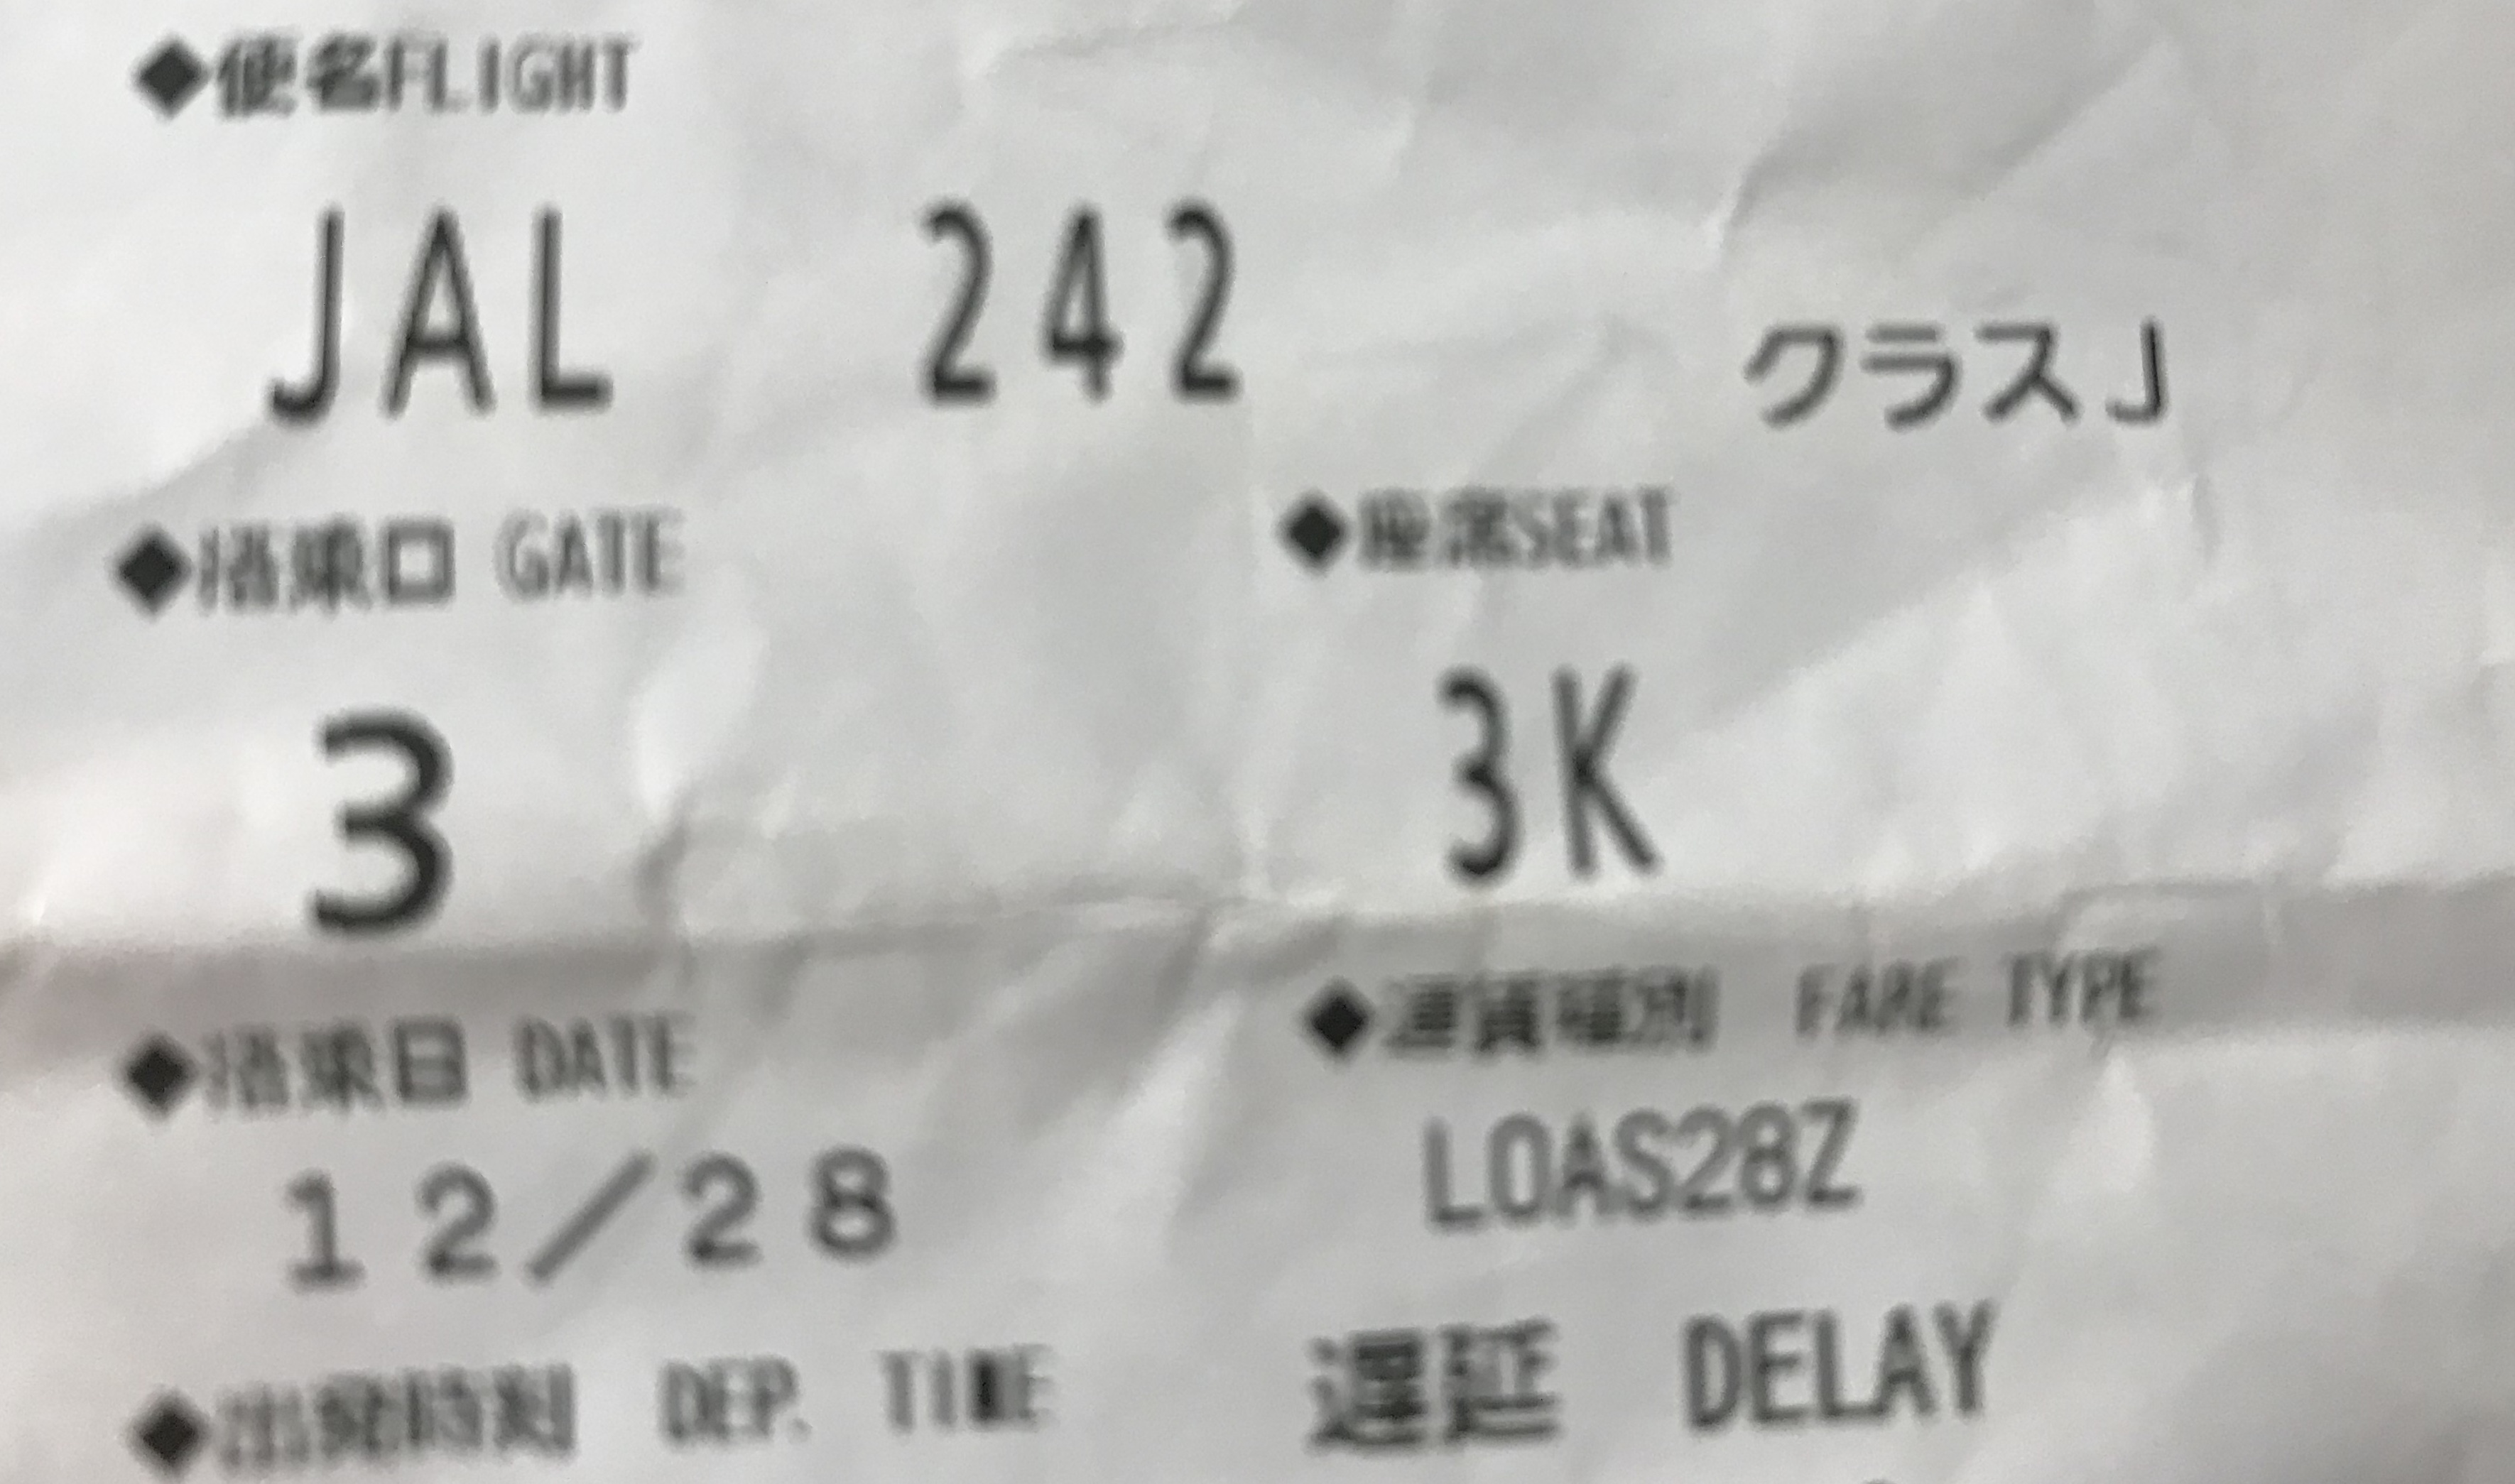 ◆便名FLIGHT
JAL 242 クラスJ
◆搭乗口 GATE ◆座席SEAT
3 3K
◆搭乗日 DATE ◆運賃種別 FARE TYPE
12/28 LOAS28Z
◆出発時刻 DEP. TIME 遅延 DELAY